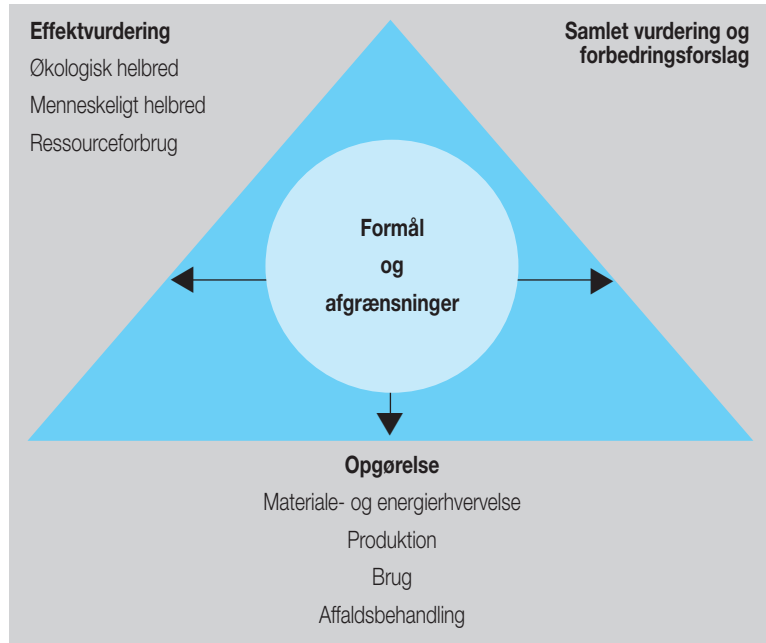 Effektvurdering
Økologisk helbred
Menneskeligt helbred
Ressourceforbrug
Samlet vurdering og
forbedringsforslag
Formål
og
afgrænsninger
Opgørelse
Materiale- og energierhvervelse
Produktion
Brug
Affaldsbehandling